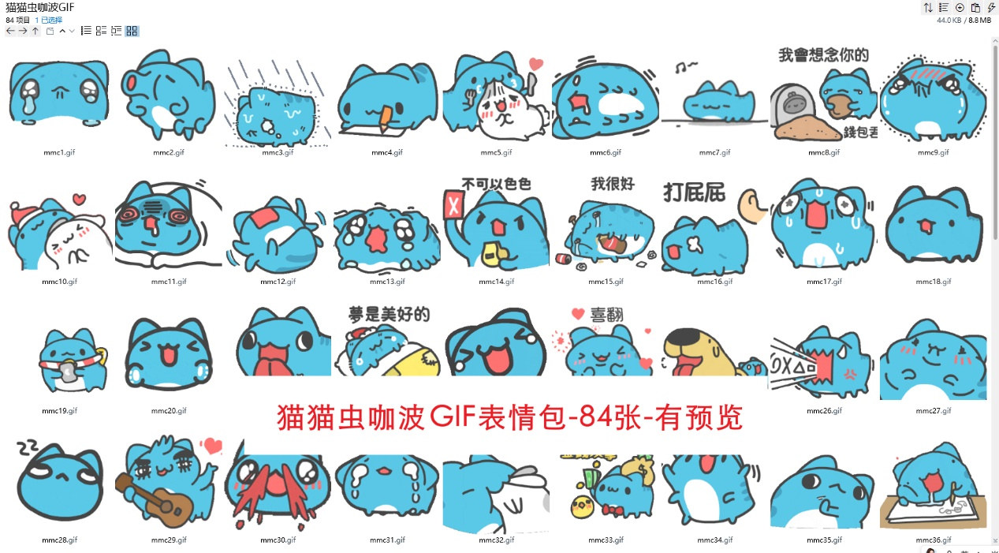 猫猫虫咖波GIF
84 项目 1 已选择
44.0 KB / 8.8 MB
我會想念你的
錢包君
mmc1.gif mmc2.gif mmc3.gif mmc4.gif mmc5.gif mmc6.gif mmc7.gif mmc8.gif mmc9.gif
不可以色色
我很好
打屁屁
X
mmc10.gif mmc11.gif mmc12.gif mmc13.gif mmc14.gif mmc15.gif mmc16.gif mmc17.gif mmc18.gif
夢是美好的
喜翻
mmc19.gif mmc20.gif mmc26.gif mmc27.gif
猫猫虫咖波GIF表情包-84张-有预览
zz
mmc28.gif mmc29.gif mmc30.gif mmc31.gif mmc32.gif mmc33.gif mmc34.gif mmc35.gif mmc36.gif